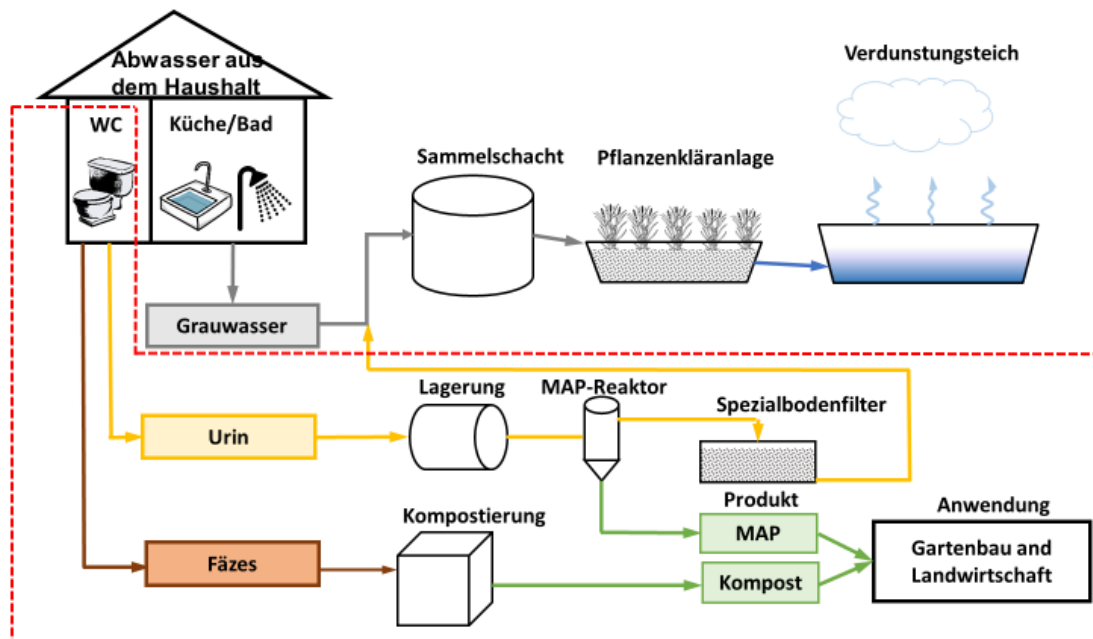 Abwasser aus
dem Haushalt
WC
Küche/Bad
Verdunstungsteich
Sammelschacht
Pflanzenkläranlage
Grauwasser
Lagerung
MAP-Reaktor
Spezialbodenfilter
Urin
Produkt
Anwendung
Kompostierung
MAP
Gartenbau and
Landwirtschaft
Fäzes
Kompost